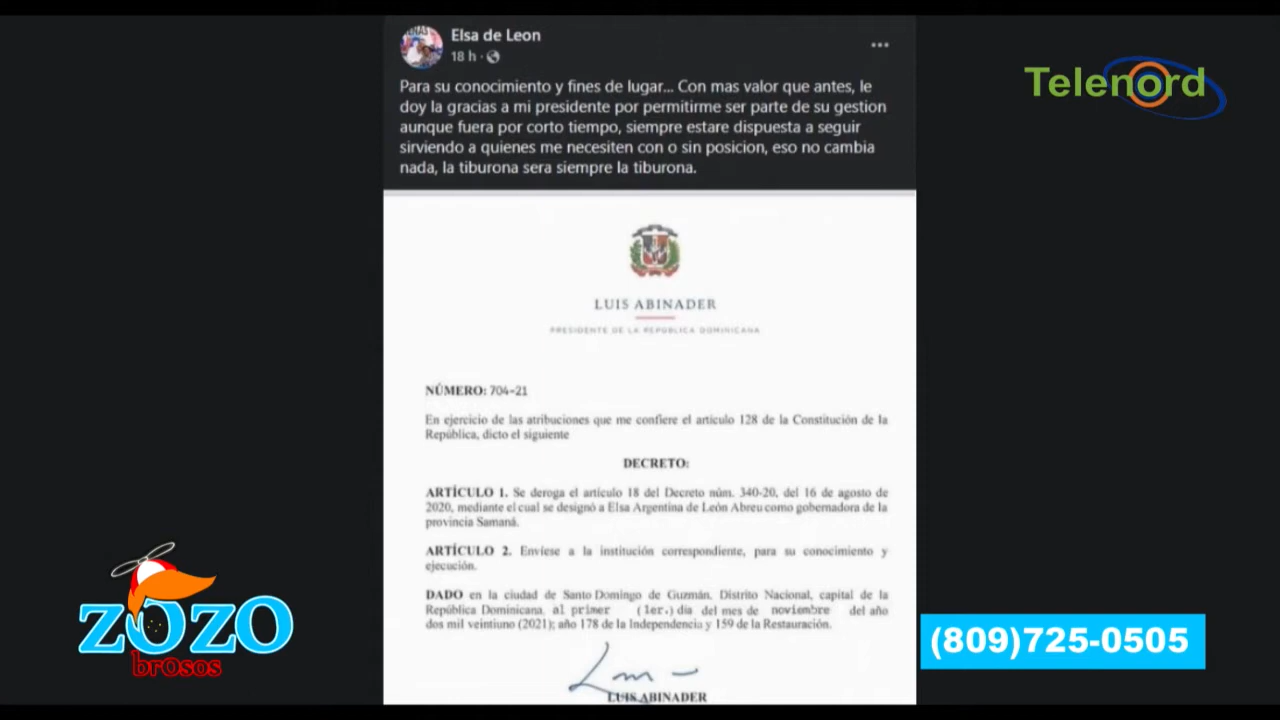 Elsa de Leon
18 h
Para su conocimiento y fines de lugar... Con mas valor que antes, le
doy la gracias a mi presidente por permitirme ser parte de su gestion
aunque fuera por corto tiempo, siempre estare dispuesta a seguir
sirviendo a quienes me necesiten con o sin posicion, eso no cambia
nada, la tiburona sera siempre la tiburona.
Telenord
LUIS ABINADER
PRESIDENTE DE LA REPÚBLICA DOMINICANA
NÚMERO: 704-21
En ejercicio de las atribuciones que me confiere el artículo 128 de la Constitución de la
República, dicto el siguiente
DECRETO:
ARTÍCULO 1. Se deroga el artículo 18 del Decreto núm. 340-20, del 16 de agosto de
2020, mediante el cual se designó a Elsa Argentina de León Abreu como gobernadora de la
provincia Samaná.
ARTÍCULO 2. Envíese a la institución correspondiente, para su conocimiento y
ejecución.
DADO en la ciudad de Santo Domingo de Guzmán, Distrito Nacional, capital de la
República Dominicana, al primer (1er.) día del mes de noviembre del año
dos mil veintiuno (2021); año 178 de la Independencia y 159 de la Restauración.
LUIS ABINADER
ZOZO
brOsos
(809)725-0505